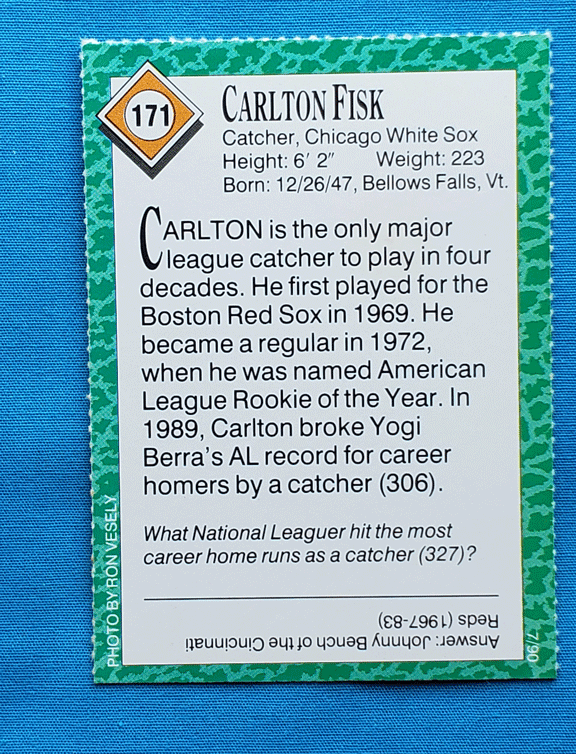 171
CARLTON FISK
Catcher, Chicago White Sox
Height: 6' 2" Weight: 223
Born: 12/26/47, Bellows Falls, Vt.
CARLTON is the only major
league catcher to play in four
decades. He first played for the
Boston Red Sox in 1969. He
became a regular in 1972,
when he was named American
League Rookie of the Year. In
1989, Carlton broke Yogi
Berra's AL record for career
homers by a catcher (306).
What National Leaguer hit the most
career home runs as a catcher (327)?
Answer: Johnny Bench of the Cincinnati
Reds (1967-83)
PHOTO BY RON VESELY
7/90